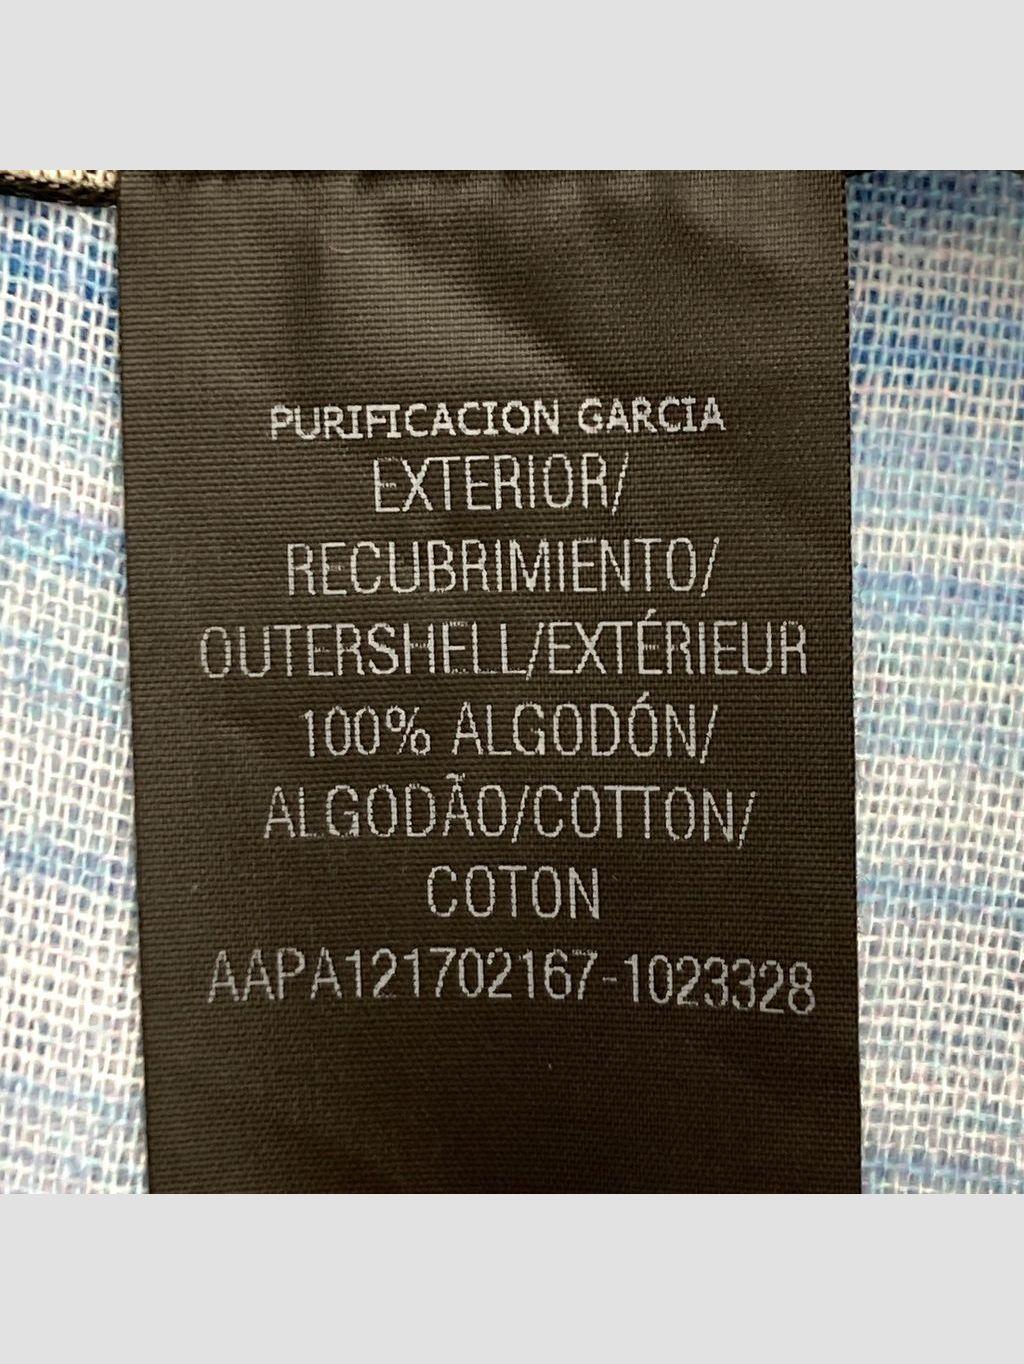 PURIFICACION GARCIA
EXTERIOR/
RECUBRIMIENTO/
OUTERSHELL/EXTÉRIEUR
100% ALGODÓN/
ALGODÃO/COTTON/
COTON
AAPA121702167-1023328